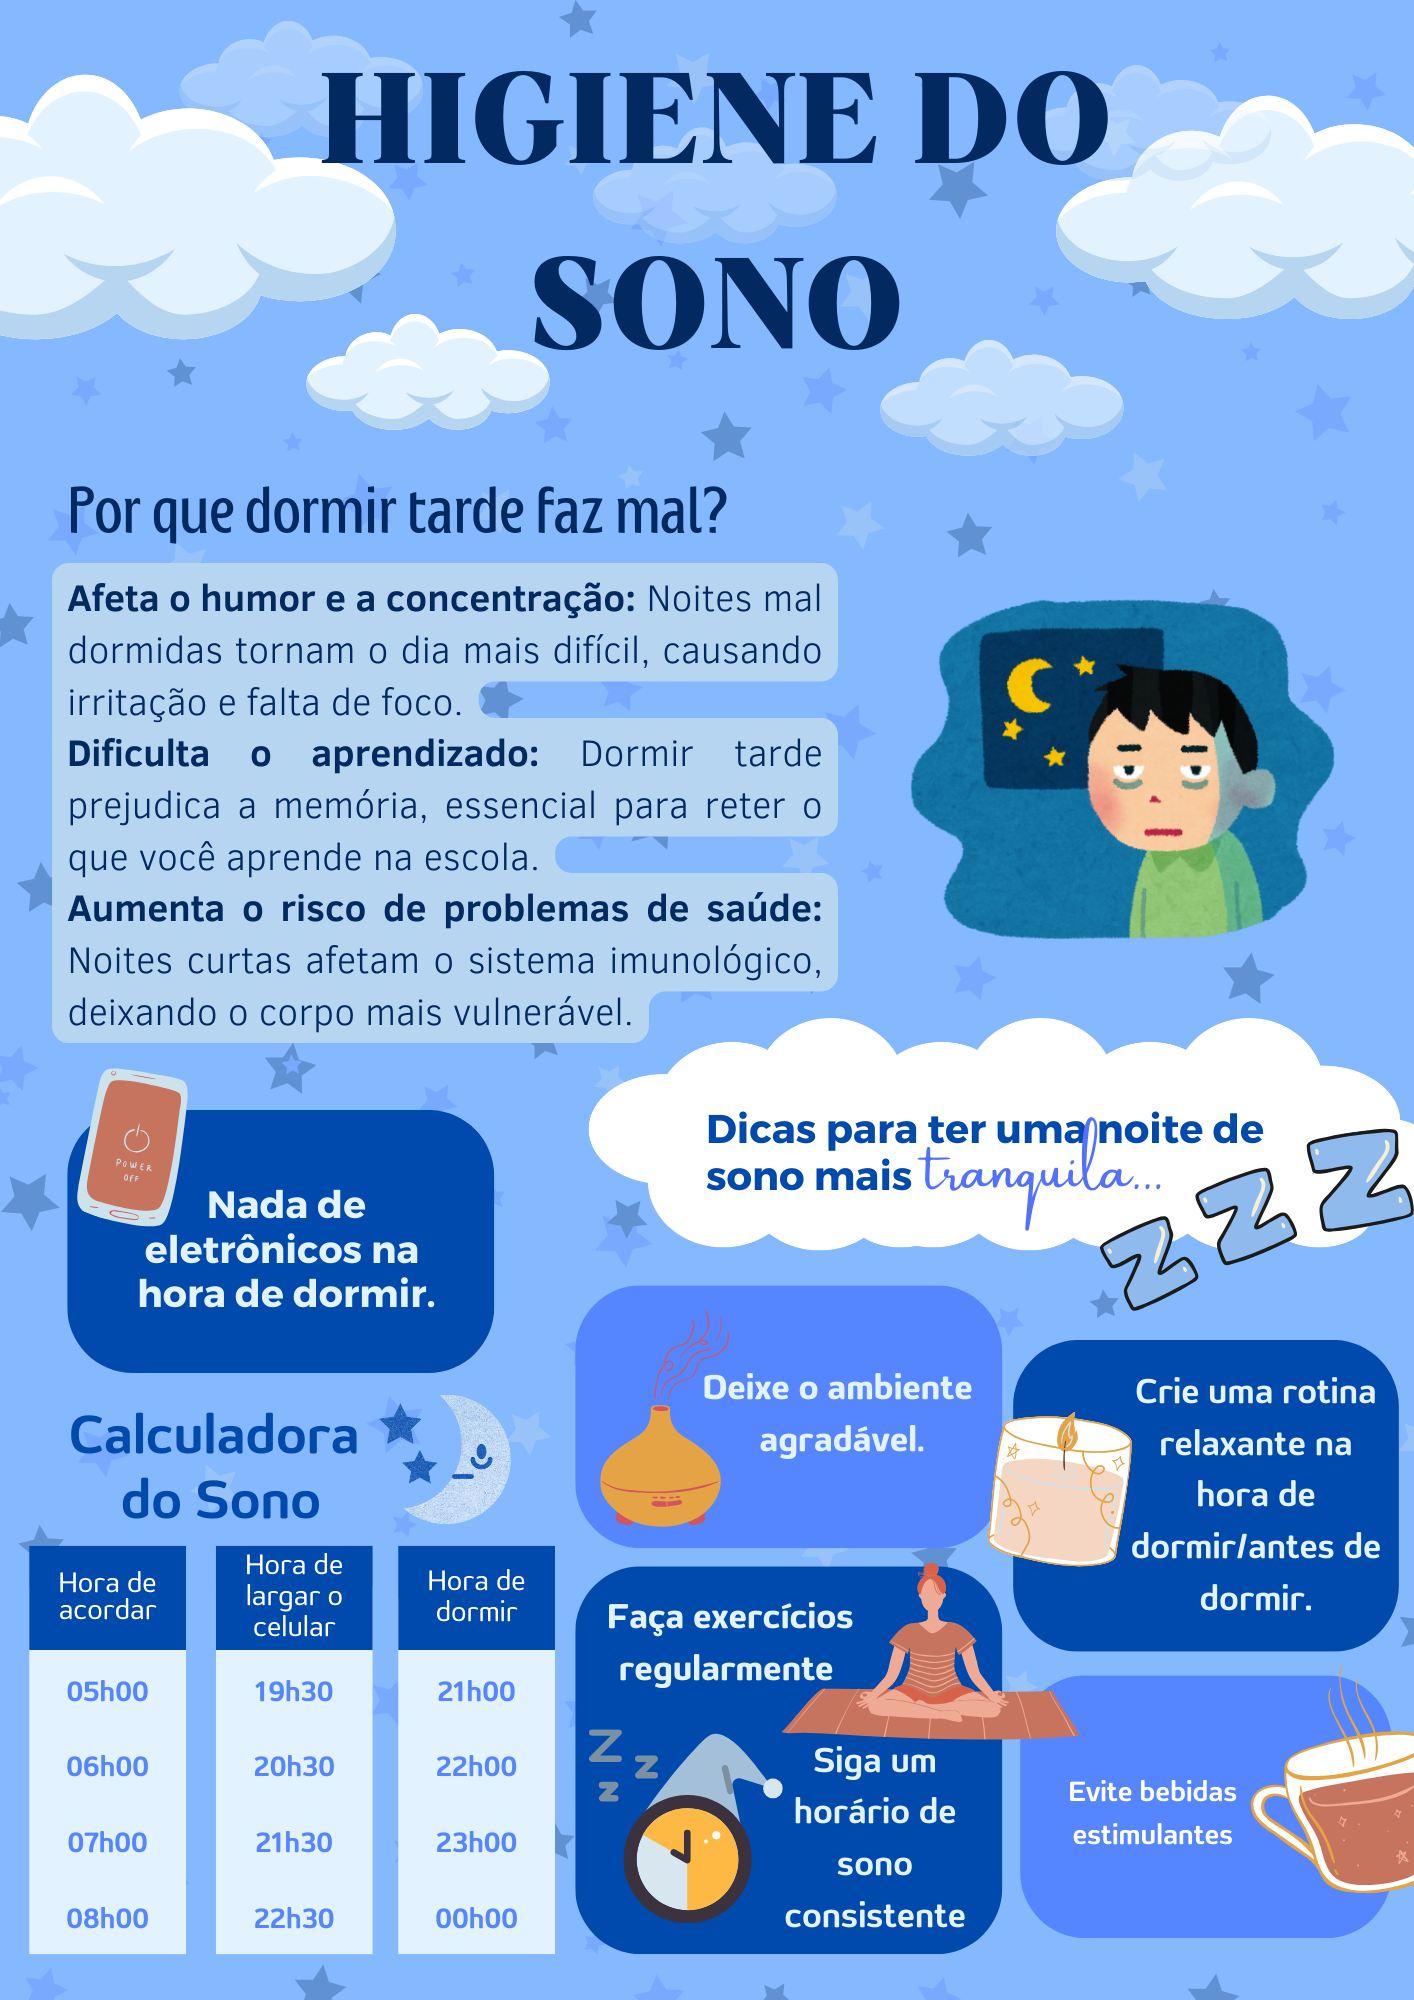 HIGIENE DO
SONO
Por que dormir tarde faz mal?
Afeta o humor e a concentração: Noites mal
dormidas tornam o dia mais difícil, causando
irritação e falta de foco.
Dificulta o aprendizado: Dormir tarde
prejudica a memória, essencial para reter o
que você aprende na escola.
Aumenta o risco de problemas de saúde:
Noites curtas afetam o sistema imunológico,
deixando o corpo mais vulnerável.
Dicas para ter uma noite de
sono mais tranquila...
Z Z Z
POWER
OFF
Nada de
eletrônicos na
hora de dormir.
Deixe o ambiente
agradável.
Crie uma rotina
relaxante na
hora de
dormir/antes de
dormir.
Faça exercícios
regularmente
Z Z
Z
Siga um
horário de
sono
consistente
Evite bebidas
estimulantes
Calculadora
do Sono
Hora de
acordar
Hora de
largar o
celular
Hora de
dormir
05h00 19h30 21h00
06h00 20h30 22h00
07h00 21h30 23h00
08h00 22h30 00h00